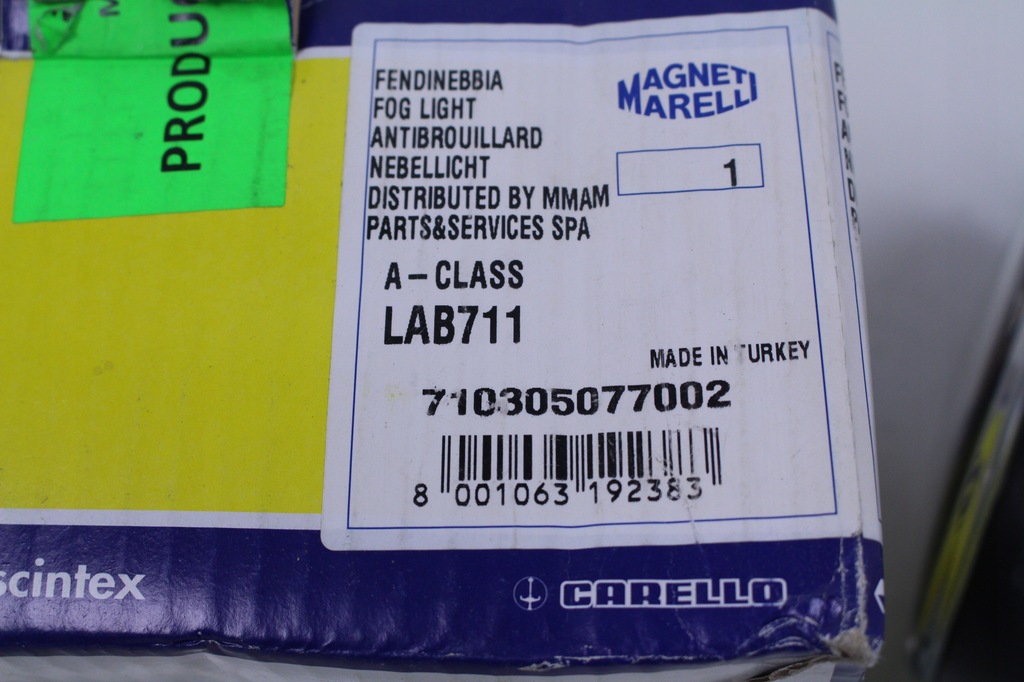 PRODU
FENDINEBBIA
FOG LIGHT
ANTIBROUILLARD
NEBELLICHT
DISTRIBUTED BY MMAM
PARTS&SERVICES SPA
MAGNETI
MARELLI
1
A-CLASS
LAB711
MADE IN TURKEY
710305077002
8 001063 192383
scintex
CARELLO